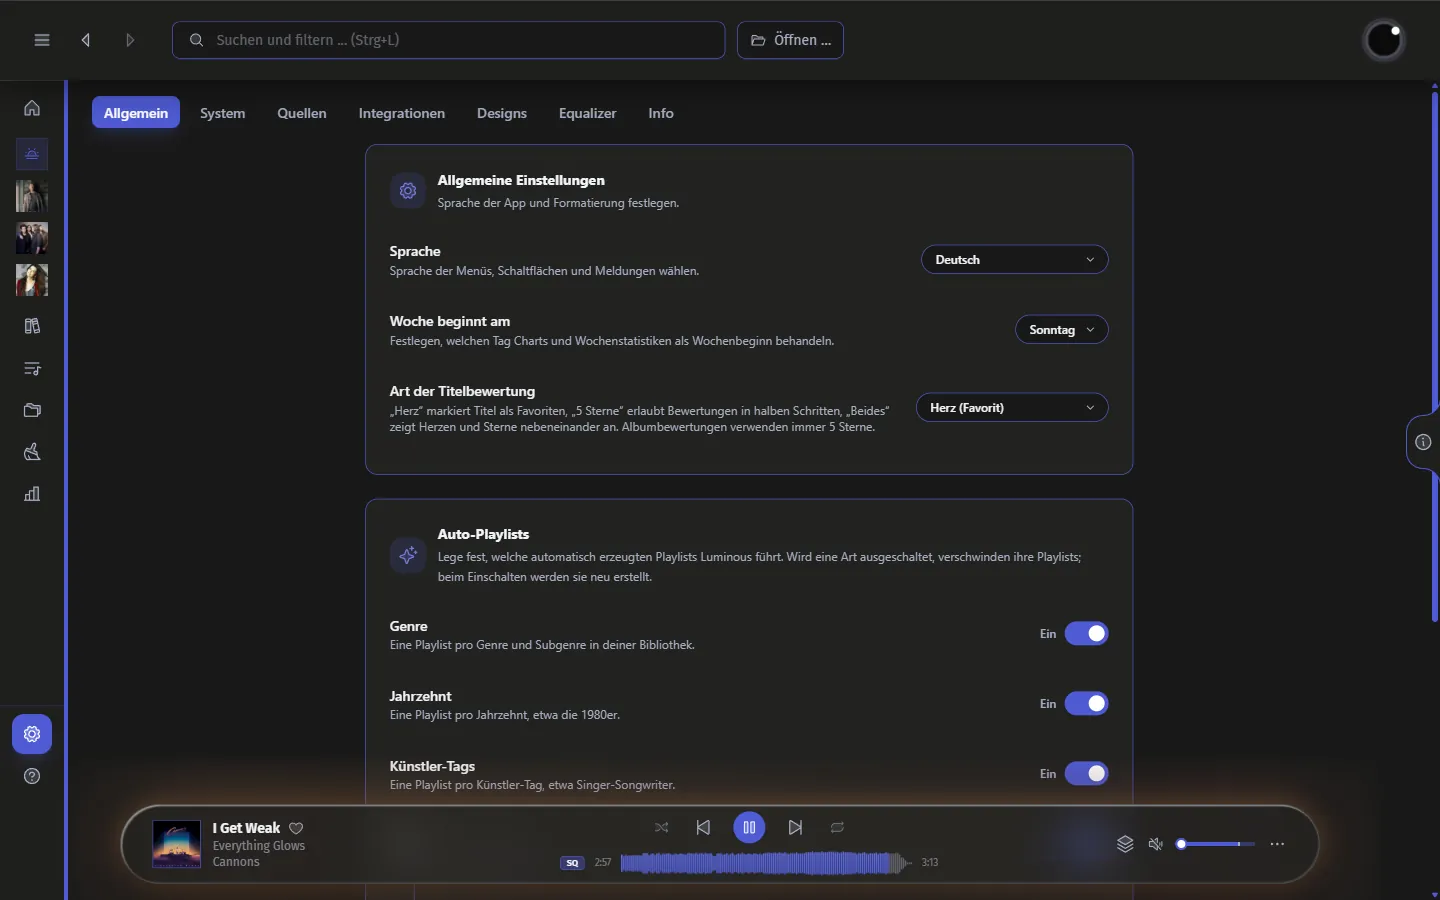 Suchen und filtern ... (Strg+L)
Öffnen ...
Allgemein
System
Quellen
Integrationen
Designs
Equalizer
Info
Allgemeine Einstellungen
Sprache der App und Formatierung festlegen.
Sprache
Sprache der Menüs, Schaltflächen und Meldungen wählen.
Deutsch
Woche beginnt am
Festlegen, welchen Tag Charts und Wochenstatistiken als Wochenbeginn behandeln.
Sonntag
Art der Titelbewertung
„Herz“ markiert Titel als Favoriten, „5 Sterne“ erlaubt Bewertungen in halben Schritten, „Beides“
zeigt Herzen und Sterne nebeneinander an. Albumbewertungen verwenden immer 5 Sterne.
Herz (Favorit)
Auto-Playlists
Lege fest, welche automatisch erzeugten Playlists Luminous führt. Wird eine Art ausgeschaltet, verschwinden ihre Playlists;
beim Einschalten werden sie neu erstellt.
Genre
Eine Playlist pro Genre und Subgenre in deiner Bibliothek.
Ein
Jahrzehnt
Eine Playlist pro Jahrzehnt, etwa die 1980er.
Ein
Künstler-Tags
Eine Playlist pro Künstler-Tag, etwa Singer-Songwriter.
Ein
I Get Weak
Everything Glows
Cannons
SQ
2:57
3:13